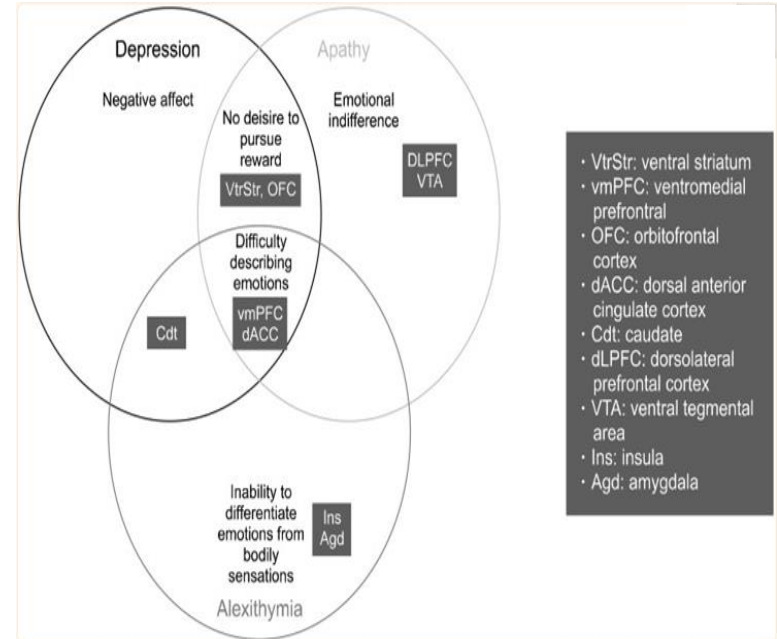 Depression
Apathy
Negative affect
Emotional
indifference
No deisire to
pursue
reward
VtrStr, OFC
DLPFC
VTA
Difficulty
describing
emotions
vmPFC
dACC
Cdt
Inability to
differentiate
emotions from
bodily
sensations
Ins
Agd
Alexithymia
· VtrStr: ventral striatum
· vmPFC: ventromedial
prefrontral
· OFC: orbitofrontal
cortex
· dACC: dorsal anterior
cingulate cortex
· Cdt: caudate
· dLPFC: dorsolateral
prefrontal cortex
· VTA: ventral tegmental
area
· Ins: insula
· Agd: amygdala